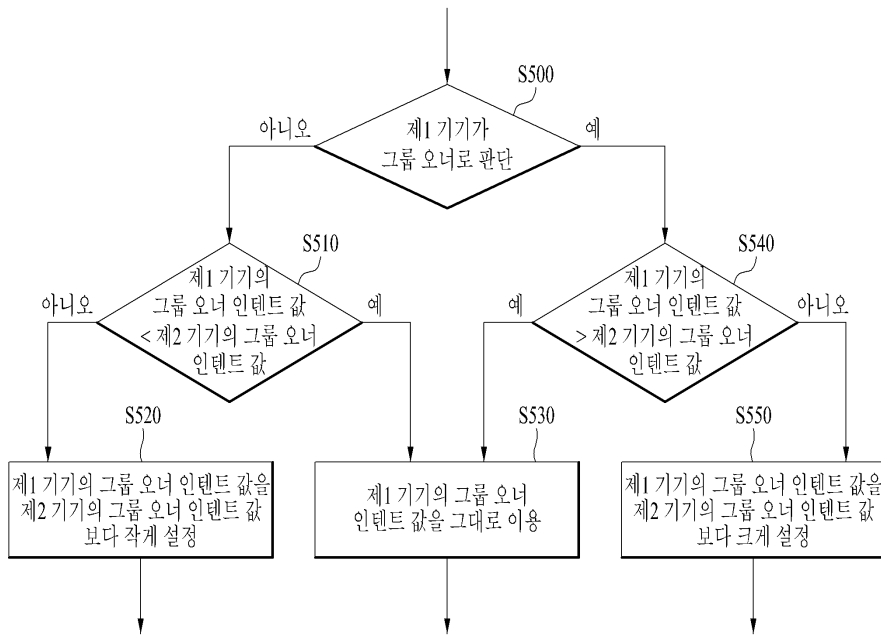 S500
제1 기기가
그룹 오너로 판단
아니오
예
S510
제1 기기의
그룹 오너 인텐트 값
< 제2 기기의 그룹 오너
인텐트 값
아니오
예
S540
제1 기기의
그룹 오너 인텐트 값
> 제2 기기의 그룹 오너
인텐트 값
예
아니오
S520
제1 기기의 그룹 오너 인텐트 값을
제2 기기의 그룹 오너 인텐트 값
보다 작게 설정
S530
제1 기기의 그룹 오너
인텐트 값을 그대로 이용
S550
제1 기기의 그룹 오너 인텐트 값을
제2 기기의 그룹 오너 인텐트 값
보다 크게 설정